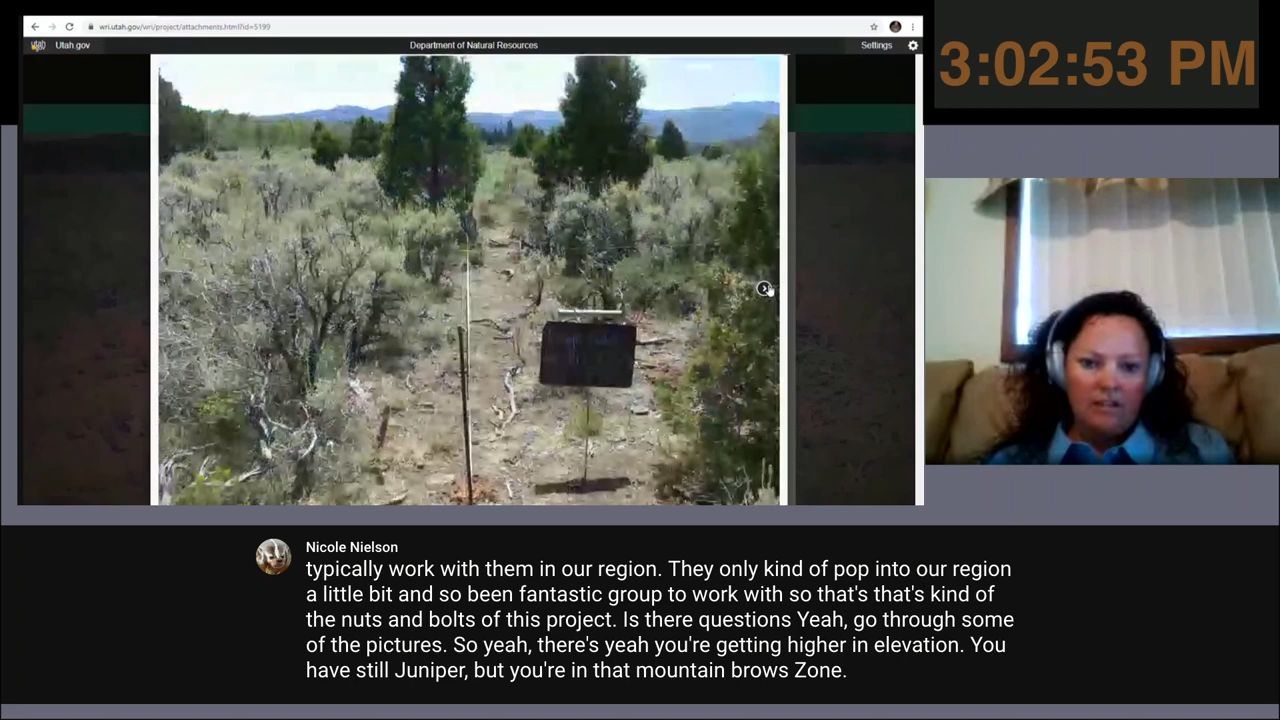 wri.utah.gov/wri/project/attachments.html?id=5199
Utah.gov
Department of Natural Resources
Settings
3:02:53 PM
Nicole Nielson
typically work with them in our region. They only kind of pop into our region
a little bit and so been fantastic group to work with so that's that's kind of
the nuts and bolts of this project. Is there questions Yeah, go through some
of the pictures. So yeah, there's yeah you're getting higher in elevation. You
have still Juniper, but you're in that mountain brows Zone.